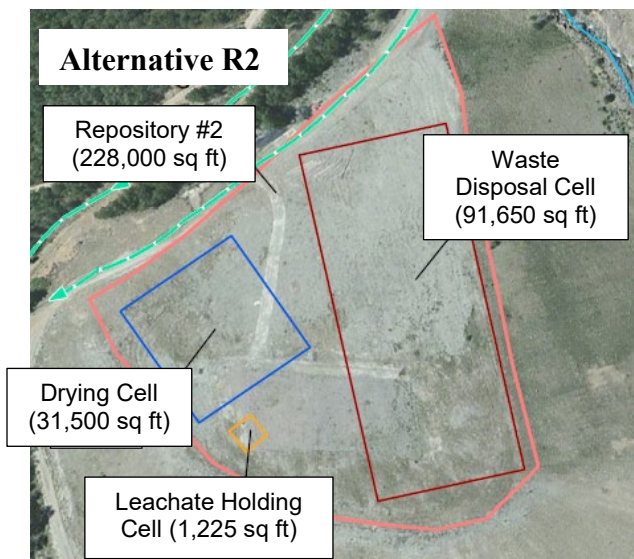 Alternative R2
Repository #2
(228,000 sq ft)
Waste
Disposal Cell
(91,650 sq ft)
Drying Cell
(31,500 sq ft)
Leachate Holding
Cell (1,225 sq ft)